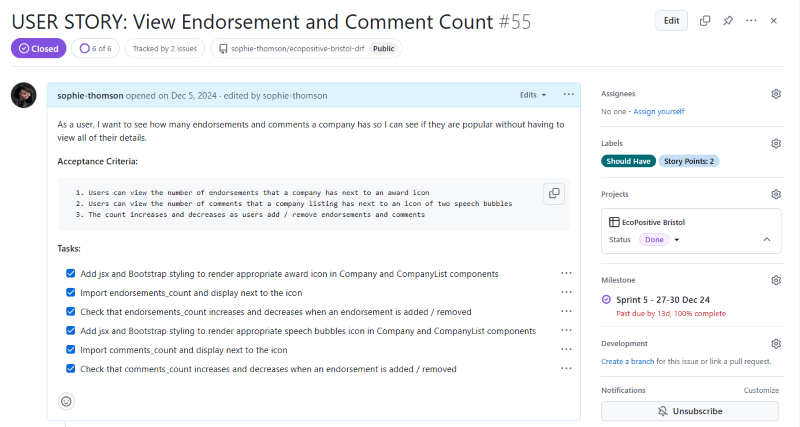 USER STORY: View Endorsement and Comment Count #55
Edit
Closed
6 of 6
Tracked by 2 issues
sophie-thomson/ecopositive-bristol-drf
Public
sophie-thomson opened on Dec 5, 2024 · edited by sophie-thomson
Edits
As a user, I want to see how many endorsements and comments a company has so I can see if they are popular without having to
view all of their details.
Acceptance Criteria:
1. Users can view the number of endorsements that a company has next to an award icon
2. Users can view the number of comments that a company listing has next to an icon of two speech bubbles
3. The count increases and decreases as users add / remove endorsements and comments
Tasks:
Add jsx and Bootstrap styling to render appropriate award icon in Company and CompanyList components
Import endorsements_count and display next to the icon
Check that endorsements_count increases and decreases when an endorsement is added / removed
Add jsx and Bootstrap styling to render appropriate speech bubbles icon in Company and CompanyList components
Import comments_count and display next to the icon
Check that comments_count increases and decreases when an endorsement is added / removed
Assignees
No one - Assign yourself
Labels
Should Have
Story Points: 2
Projects
EcoPositive Bristol
Status
Done
Milestone
Sprint 5 - 27-30 Dec 24
Past due by 13d, 100% complete
Development
Create a branch for this issue or link a pull request.
Notifications
Customize
Unsubscribe